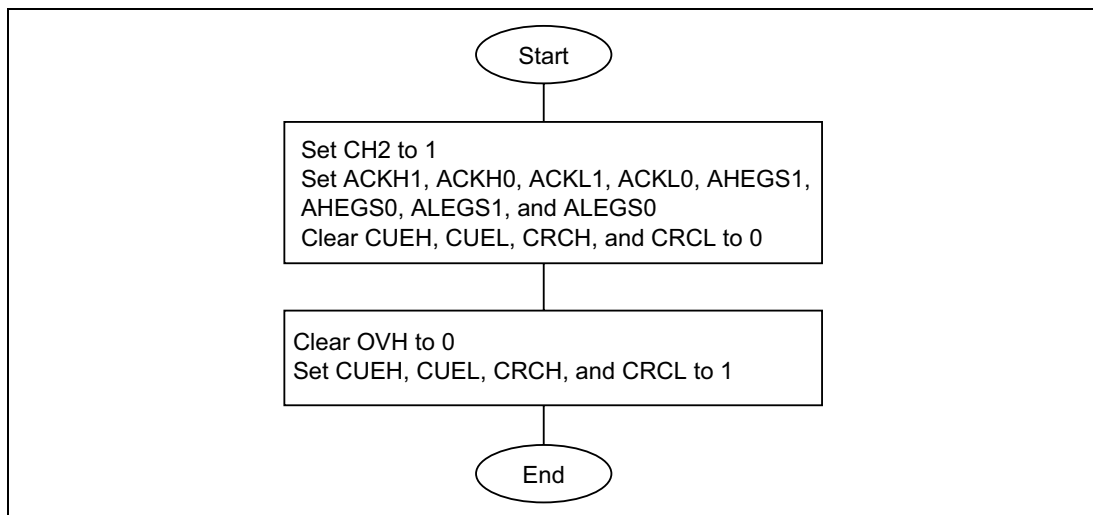 Start
Set CH2 to 1
Set ACKH1, ACKH0, ACKL1, ACKL0, AHEGS1,
AHEGS0, ALEGS1, and ALEGS0
Clear CUEH, CUEL, CRCH, and CRCL to 0
Clear OVH to 0
Set CUEH, CUEL, CRCH, and CRCL to 1
End